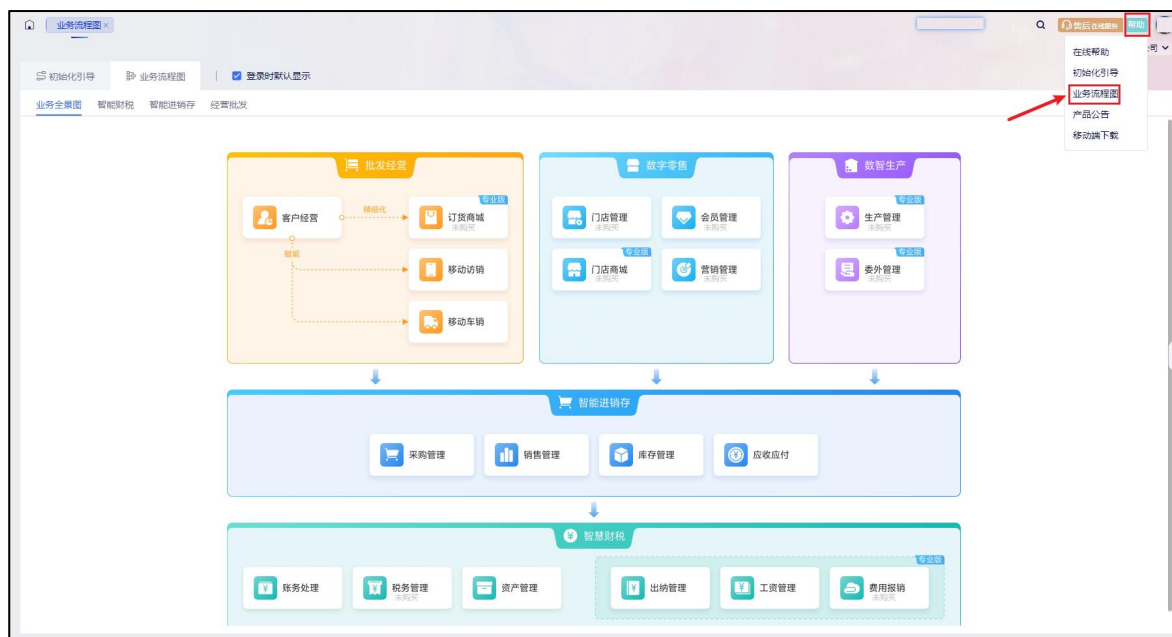 业务流程图 ×
售后在线服务 帮助
司
在线帮助
初始化引导
业务流程图
产品公告
移动端下载
初始化引导 业务流程图 登录时默认显示
业务全景图 智能财税 智能进销存 经营批发
批发经营
客户经营
精细化
赋能
专业版
订货商城
未购买
移动访销
移动车销
数字零售
门店管理
未购买
会员管理
未购买
专业版
门店商城
未购买
营销管理
未购买
数智生产
专业版
生产管理
未购买
专业版
委外管理
未购买
智能进销存
采购管理 销售管理 库存管理 应收应付
智慧财税
账务处理
税务管理
未购买
资产管理
专业版
出纳管理
工资管理
费用报销
未购买